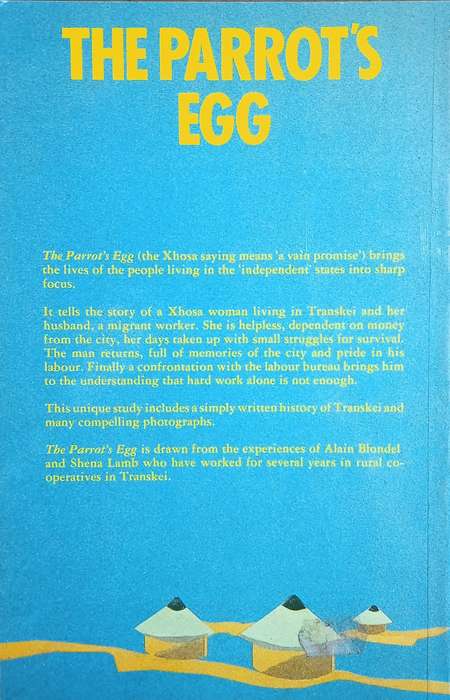 THE PARROT'S
EGG
The Parrot's Egg (the Xhosa saying means 'a vain promise') brings
the lives of the people living in the 'independent' states into sharp
focus.
It tells the story of a Xhosa woman living in Transkei and her
husband, a migrant worker. She is helpless, dependent on money
from the city, her days taken up with small struggles for survival.
The man returns, full of memories of the city and pride in his
labour. Finally a confrontation with the labour bureau brings him
to the understanding that hard work alone is not enough.
This unique study includes a simply written history of Transkei and
many compelling photographs.
The Parrot's Egg is drawn from the experiences of Alain Blondel
and Shena Lamb who have worked for several years in rural co-
operatives in Transkei.